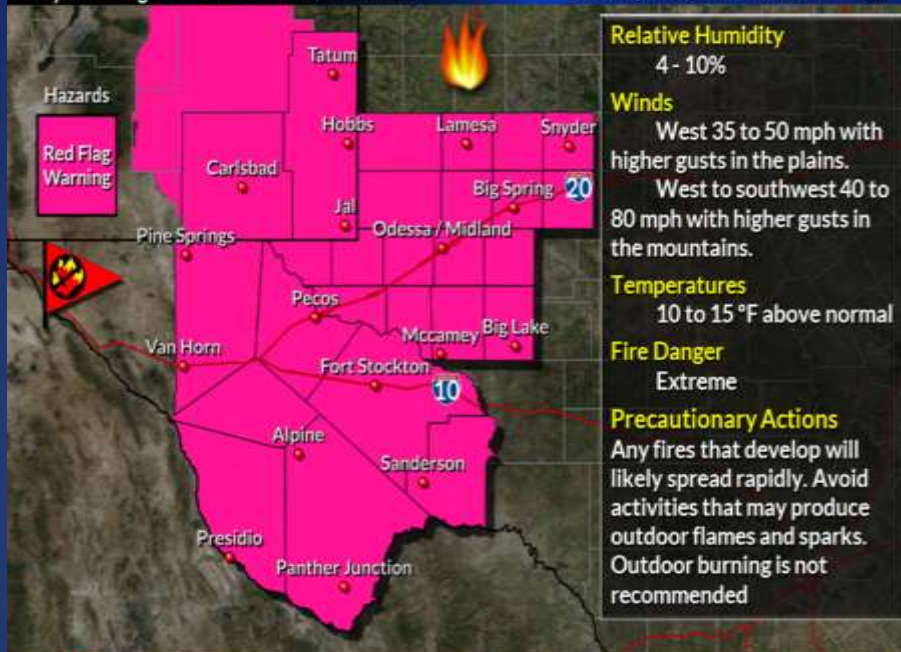 Tatum
Hazards
Red Flag
Warning
Hobbs
Lamesa
Snyder
Carlsbad
Big Spring
20
Jal
Odessa / Midland
Pine Springs
Pecos
Mccamey
Big Lake
Van Horn
Fort Stockton
10
Alpine
Sanderson
Presidio
Panther Junction
Relative Humidity
4 - 10%
Winds
West 35 to 50 mph with
higher gusts in the plains.
West to southwest 40 to
80 mph with higher gusts in
the mountains.
Temperatures
10 to 15 °F above normal
Fire Danger
Extreme
Precautionary Actions
Any fires that develop will
likely spread rapidly. Avoid
activities that may produce
outdoor flames and sparks.
Outdoor burning is not
recommended